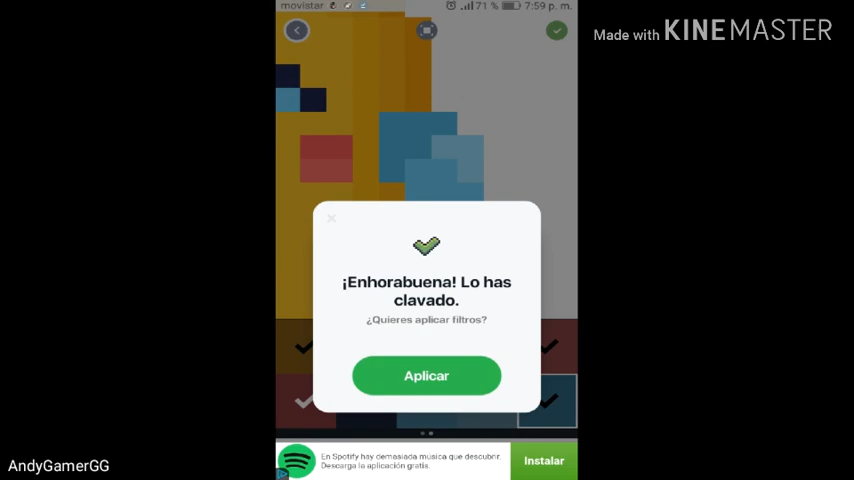 movistar
71 %
7:59 p. m.
Made with KINEMASTER
¡Enhorabuena! Lo has
clavado.
¿Quieres aplicar filtros?
Aplicar
En Spotify hay demasiada música que descubrir.
Descarga la aplicación gratis.
Instalar
AndyGamerGG